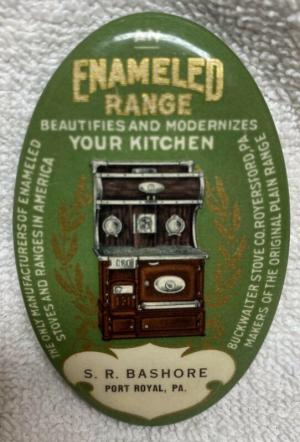 AN
ENAMELED
RANGE
BEAUTIFIES AND MODERNIZES
YOUR KITCHEN
THE ONLY MANUFACTURERS OF ENAMELED
STOVES AND RANGES IN AMERICA
BUCKWALTER STOVE CO. ROYERSFORD, PA.
MAKERS OF THE ORIGINAL PLAIN RANGE
S. R. BASHORE
PORT ROYAL, PA.